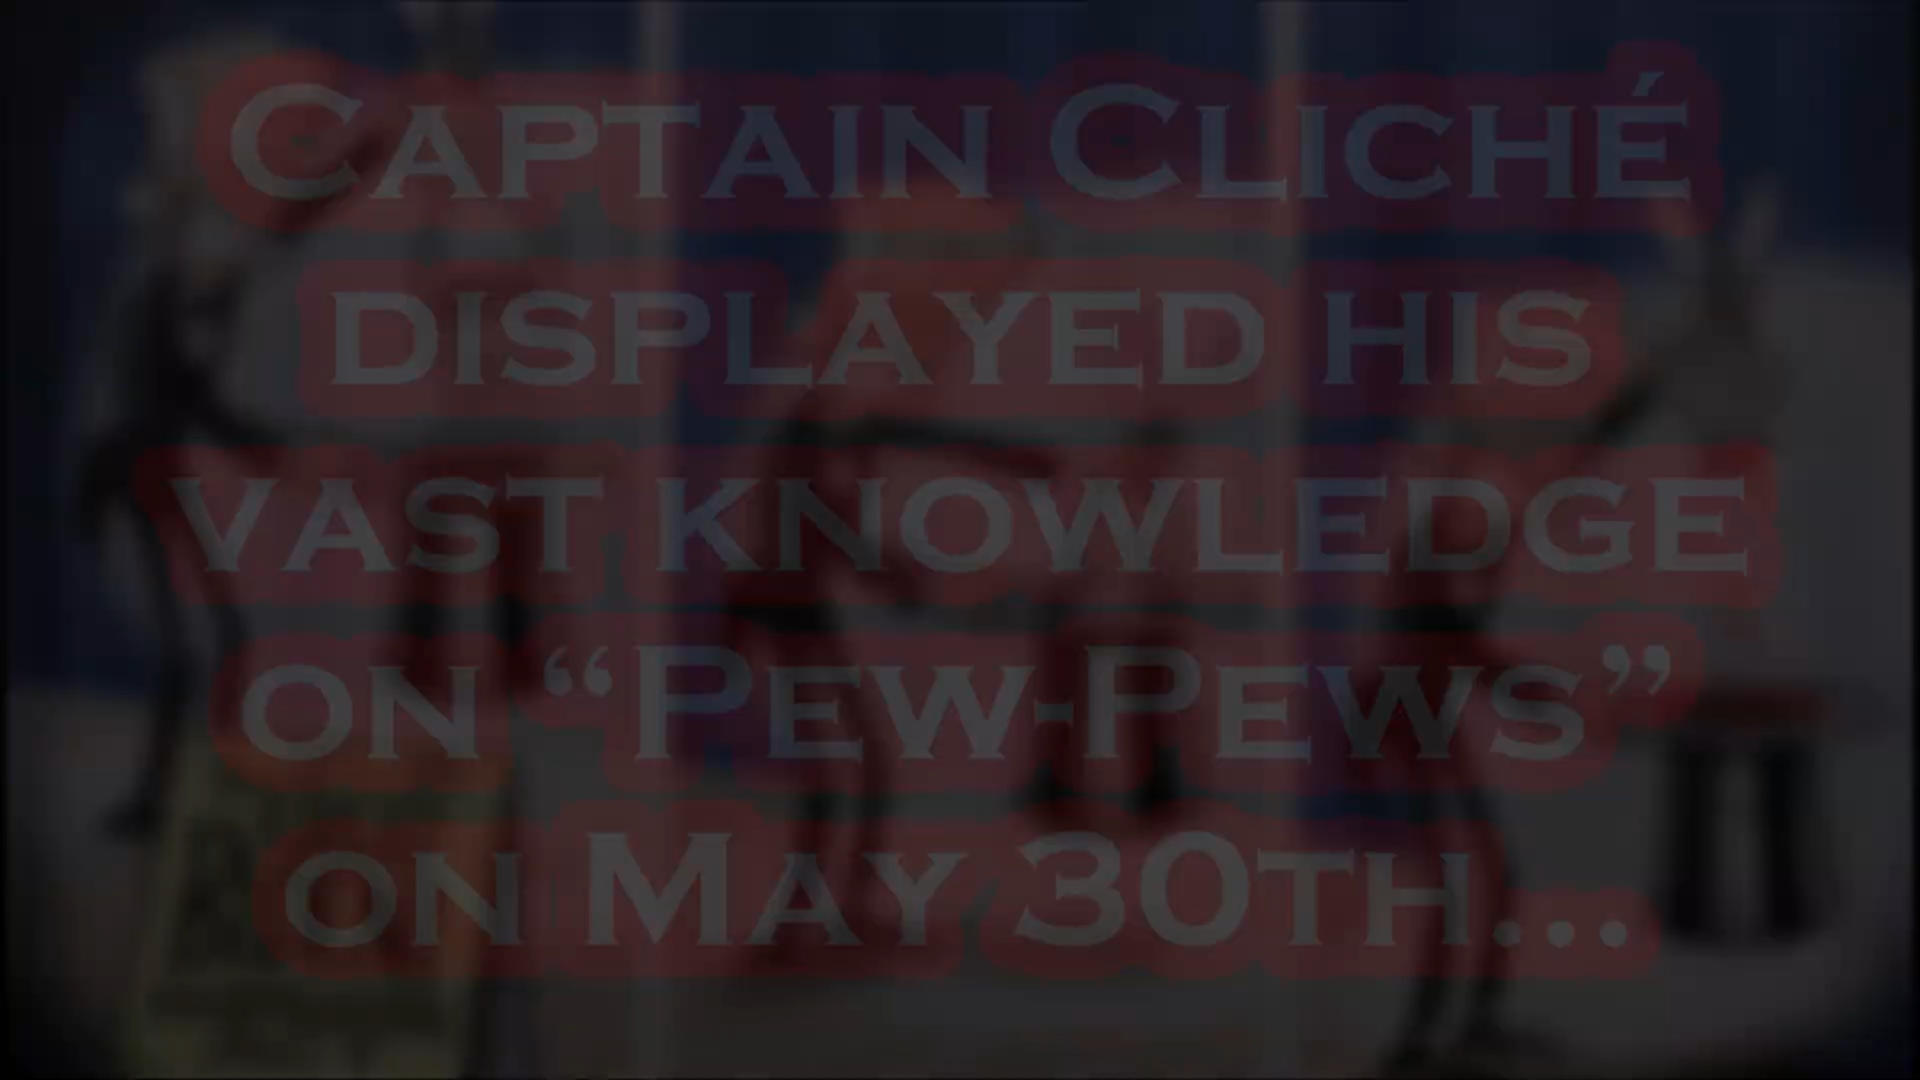 Captain Cliché
displayed his
vast knowledge
on “Pew-Pews”
on May 30th...